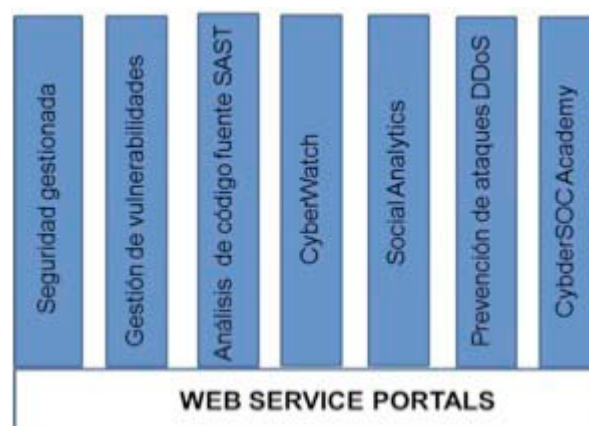 Seguridad gestionada
Gestión de vulnerabilidades
Análisis de código fuente SAST
CyberWatch
Social Analytics
Prevención de ataques DDoS
CybderSOC Academy
WEB SERVICE PORTALS